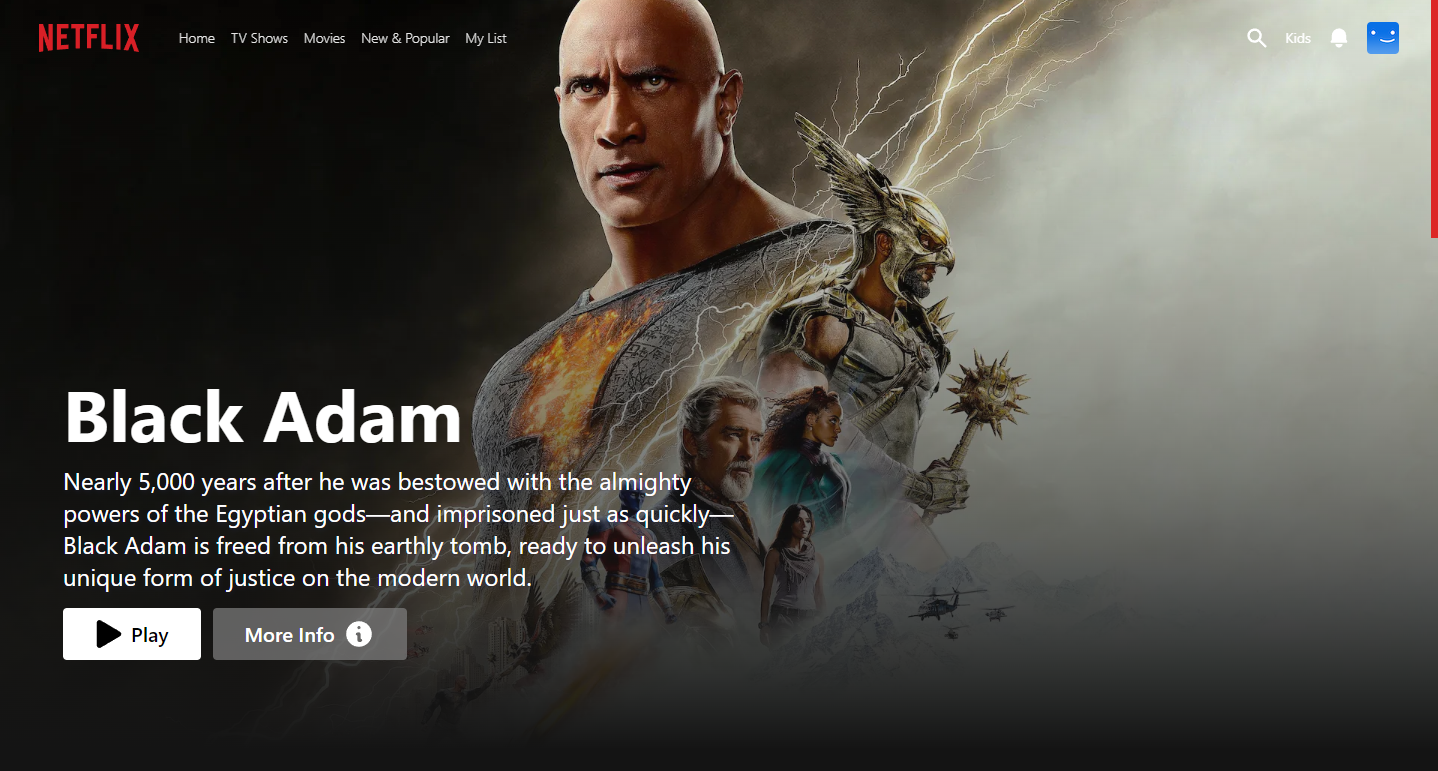 NETFLIX
Home TV Shows Movies New & Popular My List
Kids
Black Adam
Nearly 5,000 years after he was bestowed with the almighty
powers of the Egyptian gods—and imprisoned just as quickly—
Black Adam is freed from his earthly tomb, ready to unleash his
unique form of justice on the modern world.
Play More Info